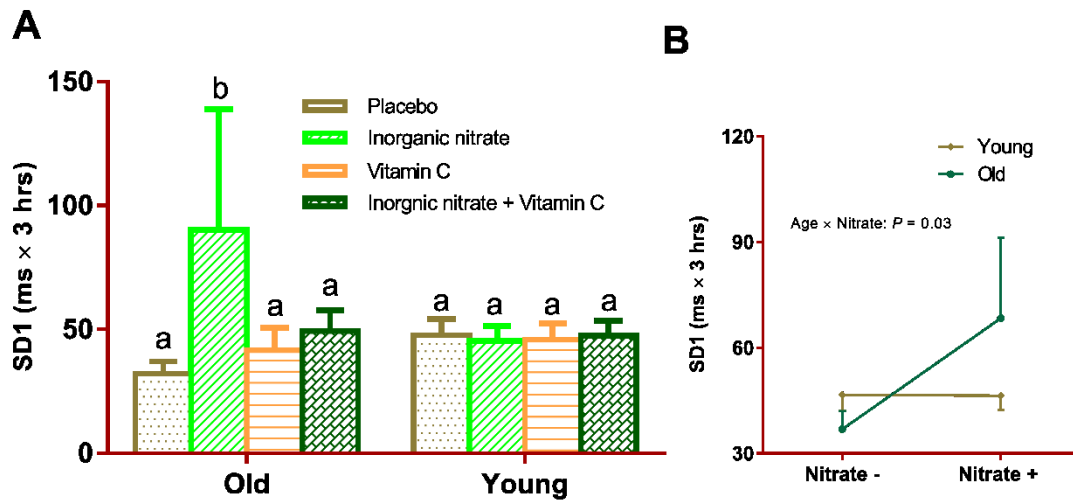 A
SD1 (ms × 3 hrs)
150
100
50
0
b
a
a
a
a
a
a
a
Placebo
Inorganic nitrate
Vitamin C
Inorgnic nitrate + Vitamin C
Old
Young
B
SD1 (ms × 3 hrs)
120
90
60
30
Young
Old
Age × Nitrate: P = 0.03
Nitrate -
Nitrate +